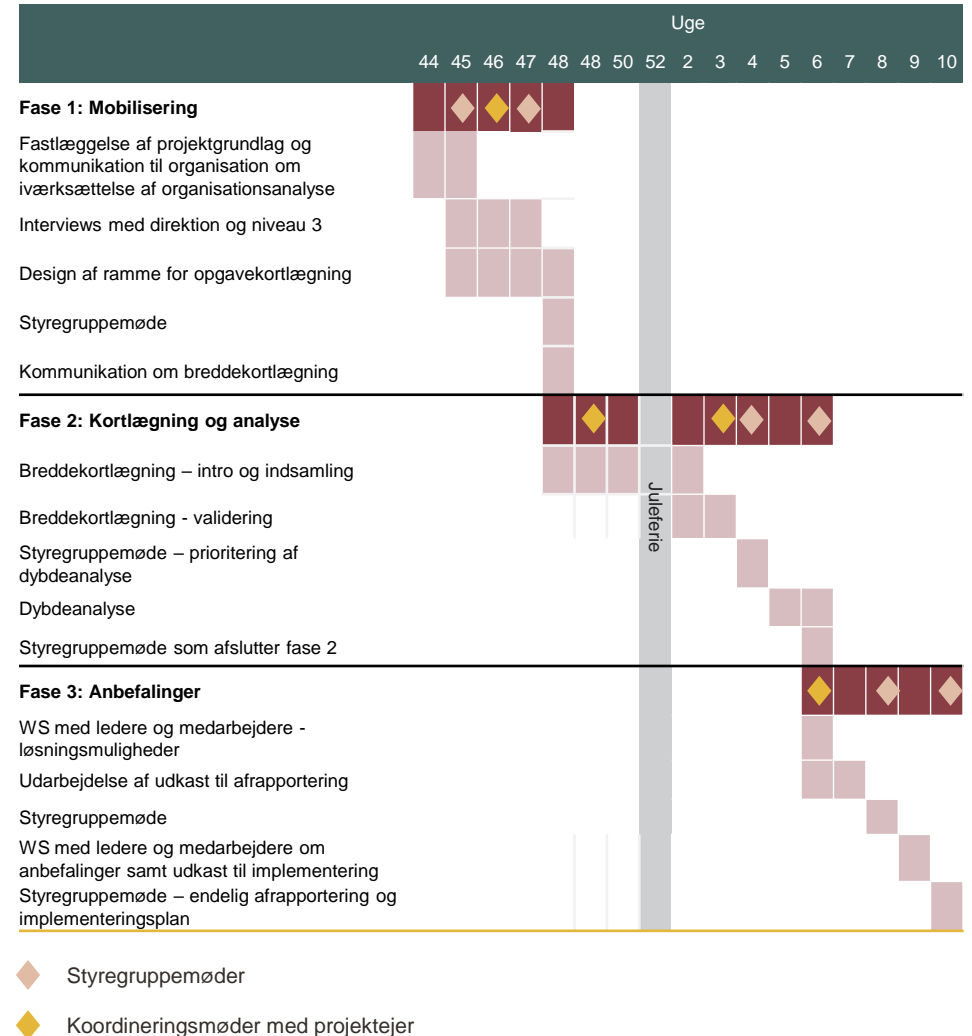 Uge
44 45 46 47 48 48 50 52 2 3 4 5 6 7 8 9 10
Fase 1: Mobilisering
Fastlæggelse af projektgrundlag og
kommunikation til organisation om
iværksættelse af organisationsanalyse
Interviews med direktion og niveau 3
Design af ramme for opgavekortlægning
Styregruppemøde
Kommunikation om breddekortlægning
Fase 2: Kortlægning og analyse
Breddekortlægning – intro og indsamling
Juleferie
Breddekortlægning - validering
Styregruppemøde – prioritering af
dybdeanalyse
Dybdeanalyse
Styregruppemøde som afslutter fase 2
Fase 3: Anbefalinger
WS med ledere og medarbejdere -
løsningsmuligheder
Udarbejdelse af udkast til afrapportering
Styregruppemøde
WS med ledere og medarbejdere om
anbefalinger samt udkast til implementering
Styregruppemøde – endelig afrapportering og
implementeringsplan
Styregruppemøder
Koordineringsmøder med projektejer